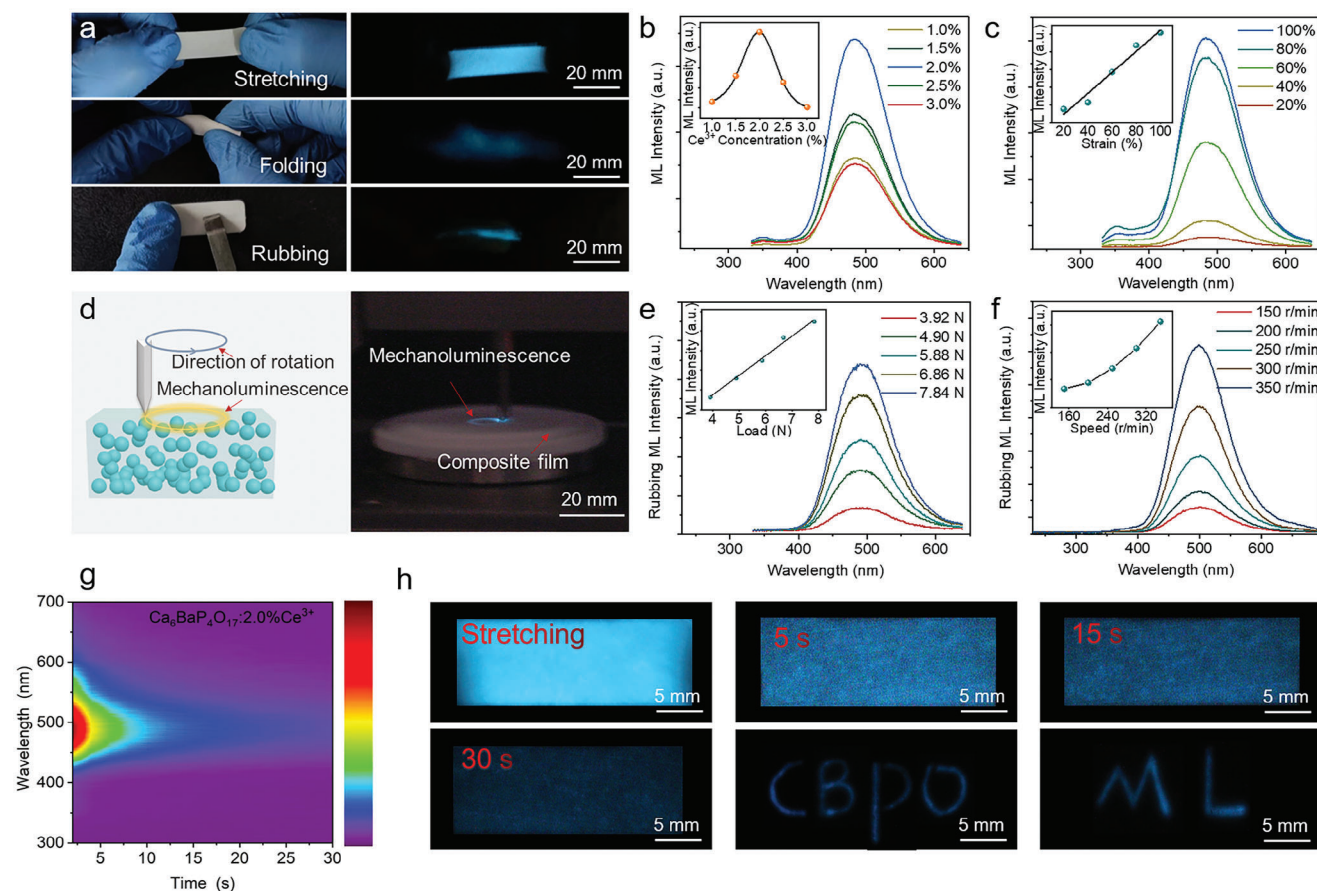 a
Stretching
20 mm
Folding
20 mm
Rubbing
20 mm
b
ML Intensity (a.u.)
ML Intensity (a.u.)
1.0 1.5 2.0 2.5 3.0
Ce³⁺ Concentration (%)
1.0%
1.5%
2.0%
2.5%
3.0%
300 400 500 600
Wavelength (nm)
c
ML Intensity (a.u.)
ML Intensity (a.u.)
20 40 60 80 100
Strain (%)
100%
80%
60%
40%
20%
300 400 500 600
Wavelength (nm)
d
Direction of rotation
Mechanoluminescence
Mechanoluminescence
Composite film
20 mm
e
Rubbing ML Intensity (a.u.)
ML Intensity (a.u.)
4 5 6 7 8
Load (N)
3.92 N
4.90 N
5.88 N
6.86 N
7.84 N
300 400 500 600
Wavelength (nm)
f
Rubbing ML Intensity (a.u.)
ML Intensity (a.u.)
160 240 320
Speed (r/min)
150 r/min
200 r/min
250 r/min
300 r/min
350 r/min
300 400 500 600
Wavelength (nm)
g
Ca₆BaP₄O₁₇:2.0%Ce³⁺
Wavelength (nm)
700
600
500
400
300
5 10 15 20 25 30
Time (s)
h
Stretching
5 mm
5 s
5 mm
15 s
5 mm
30 s
5 mm
CBPO
5 mm
ML
5 mm